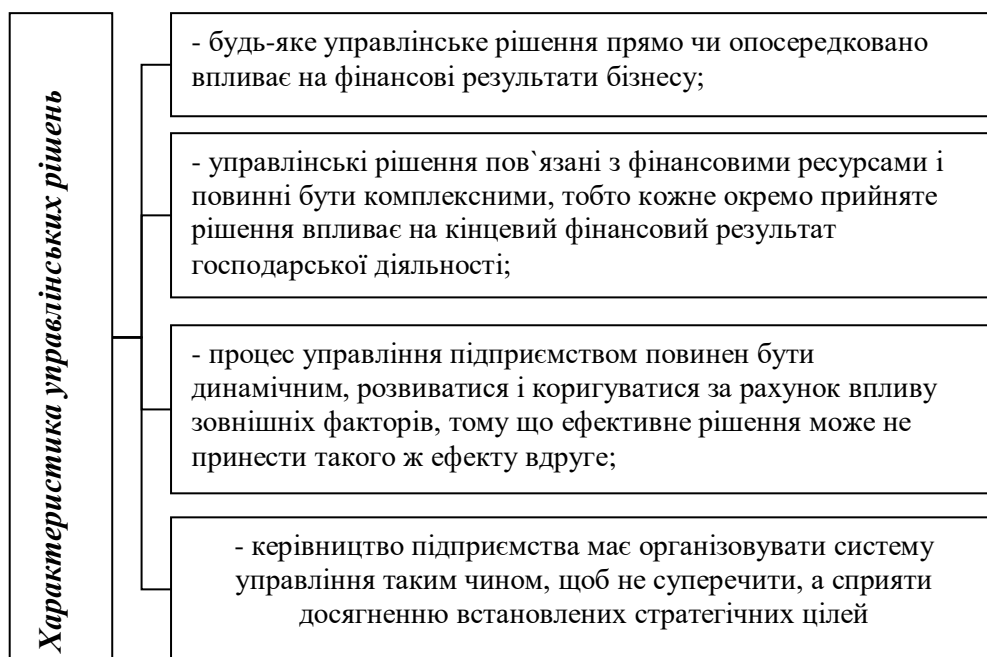 Характеристика управлінських рішень
- будь-яке управлінське рішення прямо чи опосередковано
впливає на фінансові результати бізнесу;
- управлінські рішення пов`язані з фінансовими ресурсами і
повинні бути комплексними, тобто кожне окремо прийняте
рішення впливає на кінцевий фінансовий результат
господарської діяльності;
- процес управління підприємством повинен бути
динамічним, розвиватися і коригуватися за рахунок впливу
зовнішніх факторів, тому що ефективне рішення може не
принести такого ж ефекту вдруге;
- керівництво підприємства має організовувати систему
управління таким чином, щоб не суперечити, а сприяти
досягненню встановлених стратегічних цілей